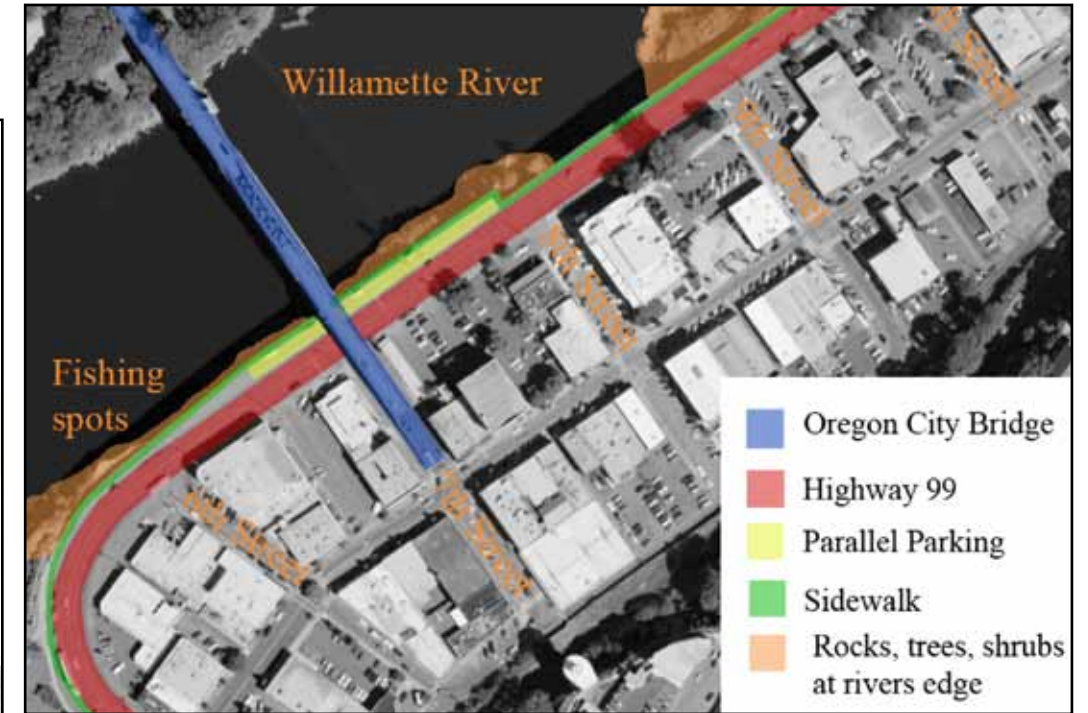 Willamette River
Fishing
spots
6th Street
7th Street
8th Street
9th Street
Street
Oregon City Bridge
Highway 99
Parallel Parking
Sidewalk
Rocks, trees, shrubs
at rivers edge